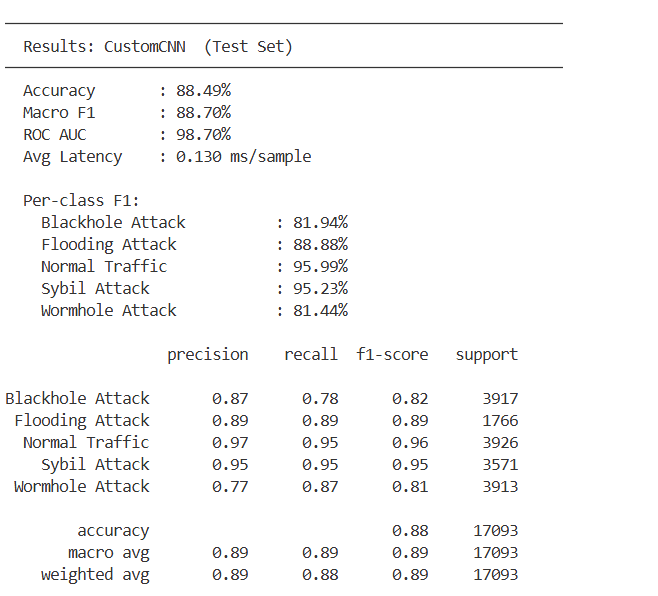 Results: CustomCNN (Test Set)
Accuracy : 88.49%
Macro F1 : 88.70%
ROC AUC : 98.70%
Avg Latency : 0.130 ms/sample
Per-class F1:
Blackhole Attack : 81.94%
Flooding Attack : 88.88%
Normal Traffic : 95.99%
Sybil Attack : 95.23%
Wormhole Attack : 81.44%
precision recall f1-score support
Blackhole Attack 0.87 0.78 0.82 3917
Flooding Attack 0.89 0.89 0.89 1766
Normal Traffic 0.97 0.95 0.96 3926
Sybil Attack 0.95 0.95 0.95 3571
Wormhole Attack 0.77 0.87 0.81 3913
accuracy 0.88 17093
macro avg 0.89 0.89 0.89 17093
weighted avg 0.89 0.88 0.89 17093